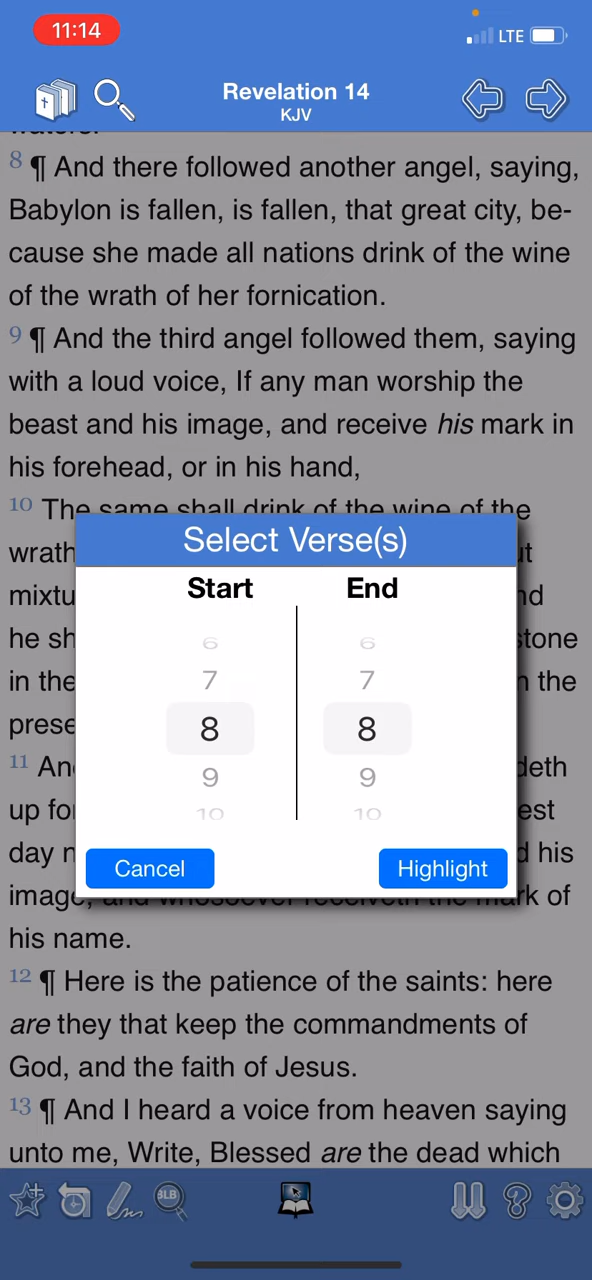 11:14
LTE
Revelation 14
KJV
8 ¶ And there followed another angel, saying,
Babylon is fallen, is fallen, that great city, be-
cause she made all nations drink of the wine
of the wrath of her fornication.
9 ¶ And the third angel followed them, saying
with a loud voice, If any man worship the
beast and his image, and receive his mark in
his forehead, or in his hand,
10 The same shall drink of the wine of the
wrath
mixtu
he sh stone
in the the
prese
Select Verse(s)
Start End
6 6
7 7
8 8
9 9
10 10
Cancel Highlight
11 deth
up fo est
day n his
image, and whosoever receiveth the mark of
his name.
12 ¶ Here is the patience of the saints: here
are they that keep the commandments of
God, and the faith of Jesus.
13 ¶ And I heard a voice from heaven saying
unto me, Write, Blessed are the dead which
BLB